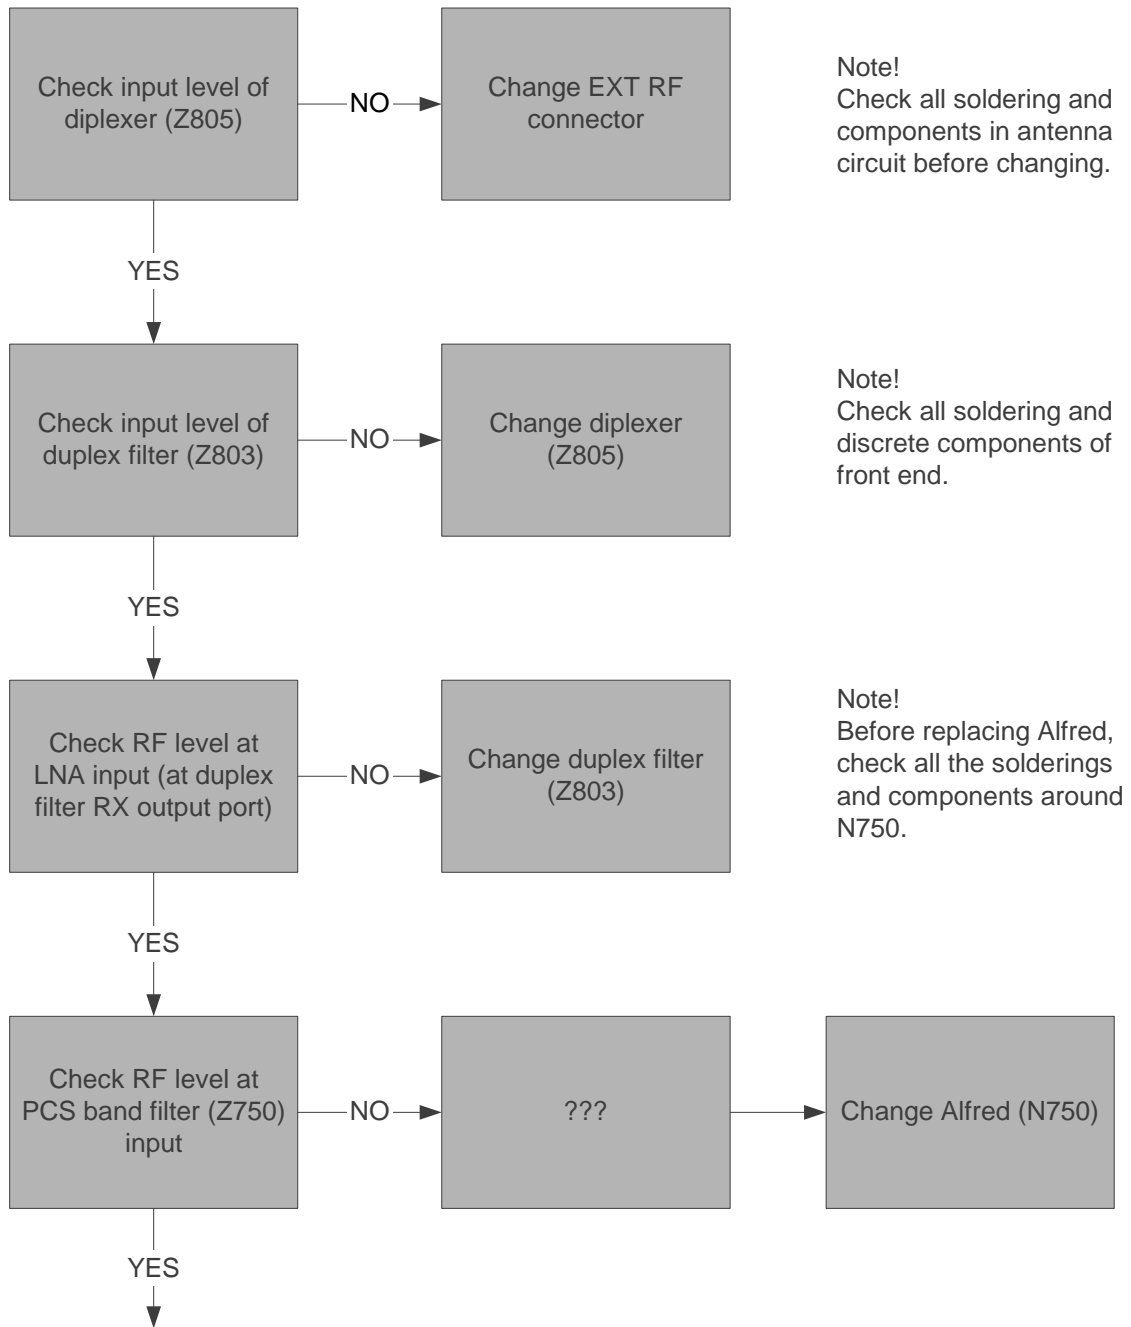 Check input level of
diplexer (Z805)
NO
Change EXT RF
connector
Note!
Check all soldering and
components in antenna
circuit before changing.
YES
Check input level of
duplex filter (Z803)
NO
Change diplexer
(Z805)
Note!
Check all soldering and
discrete components of
front end.
YES
Check RF level at
LNA input (at duplex
filter RX output port)
NO
Change duplex filter
(Z803)
Note!
Before replacing Alfred,
check all the solderings
and components around
N750.
YES
Check RF level at
PCS band filter (Z750)
input
NO
???
Change Alfred (N750)
YES